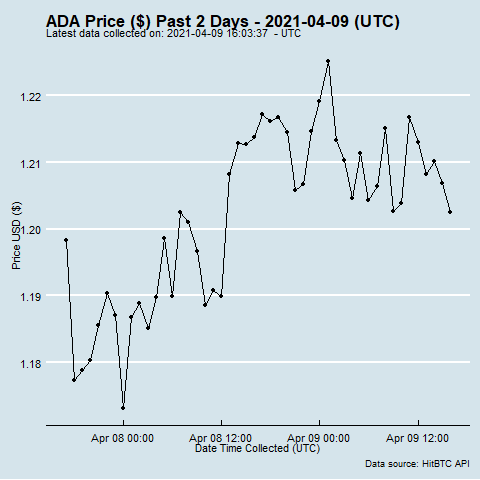 ADA Price ($) Past 2 Days - 2021-04-09 (UTC)
Latest data collected on: 2021-04-09 16:03:37 - UTC
Price USD ($)
1.22
1.21
1.20
1.19
1.18
Apr 08 00:00 Apr 08 12:00 Apr 09 00:00 Apr 09 12:00
Date Time Collected (UTC)
Data source: HitBTC API